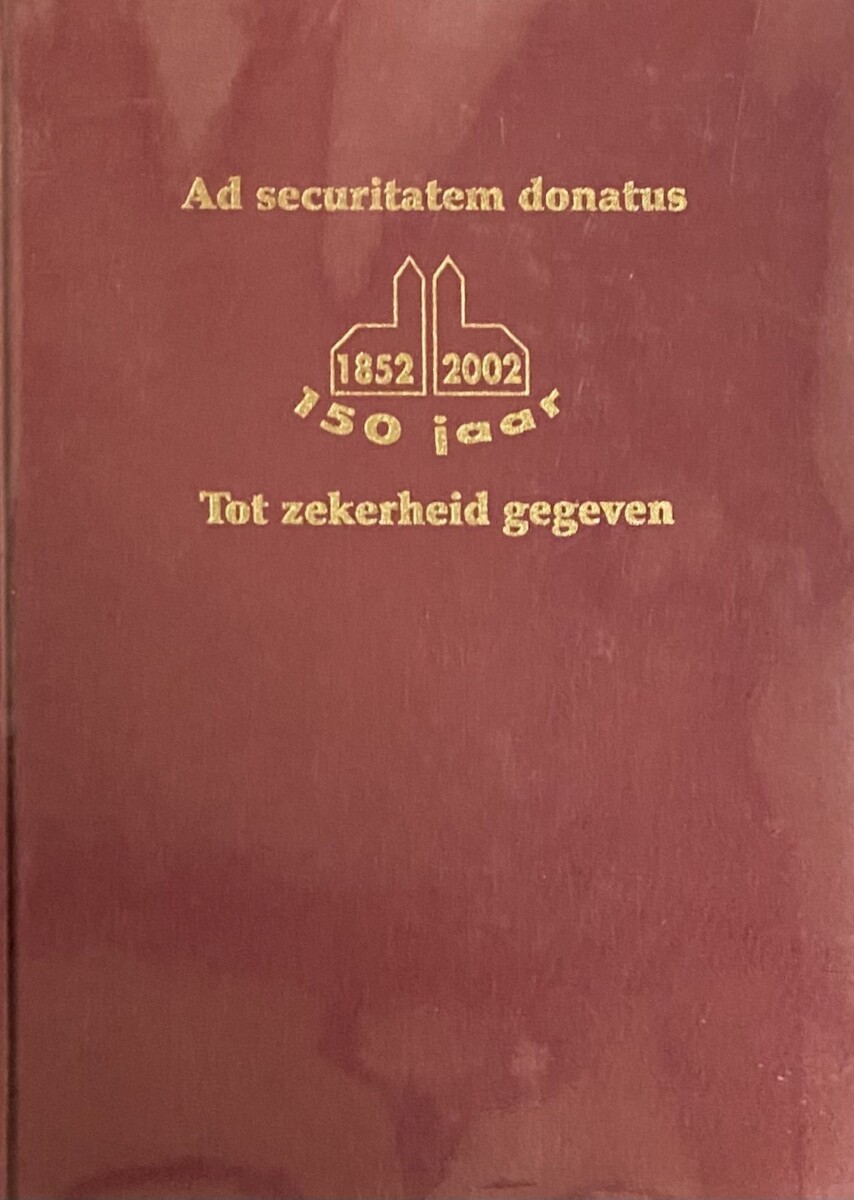 Ad securitatem donatus
1852 2002
150 jaar
Tot zekerheid gegeven